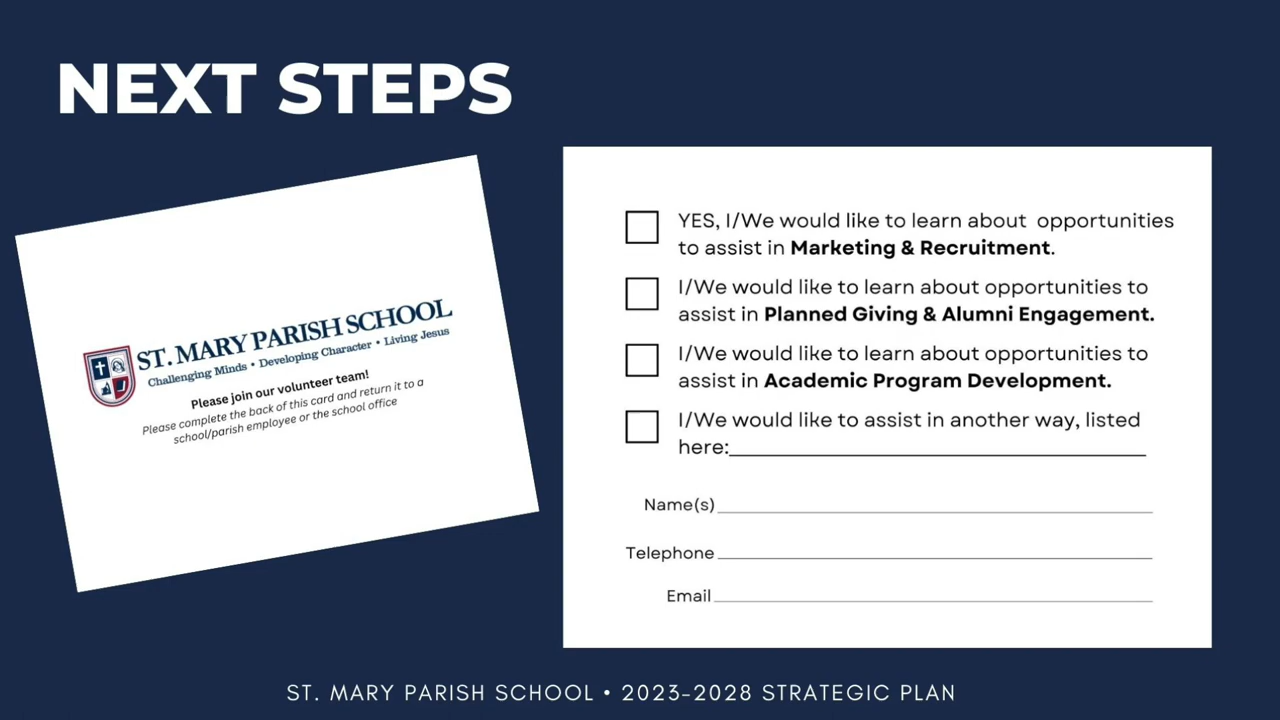 NEXT STEPS
ST. MARY PARISH SCHOOL
Challenging Minds • Developing Character • Living Jesus
Please join our volunteer team!
Please complete the back of this card and return it to a
school/parish employee or the school office
YES, I/We would like to learn about opportunities
to assist in Marketing & Recruitment.
I/We would like to learn about opportunities to
assist in Planned Giving & Alumni Engagement.
I/We would like to learn about opportunities to
assist in Academic Program Development.
I/We would like to assist in another way, listed
here:
Name(s)
Telephone
Email
ST. MARY PARISH SCHOOL • 2023-2028 STRATEGIC PLAN